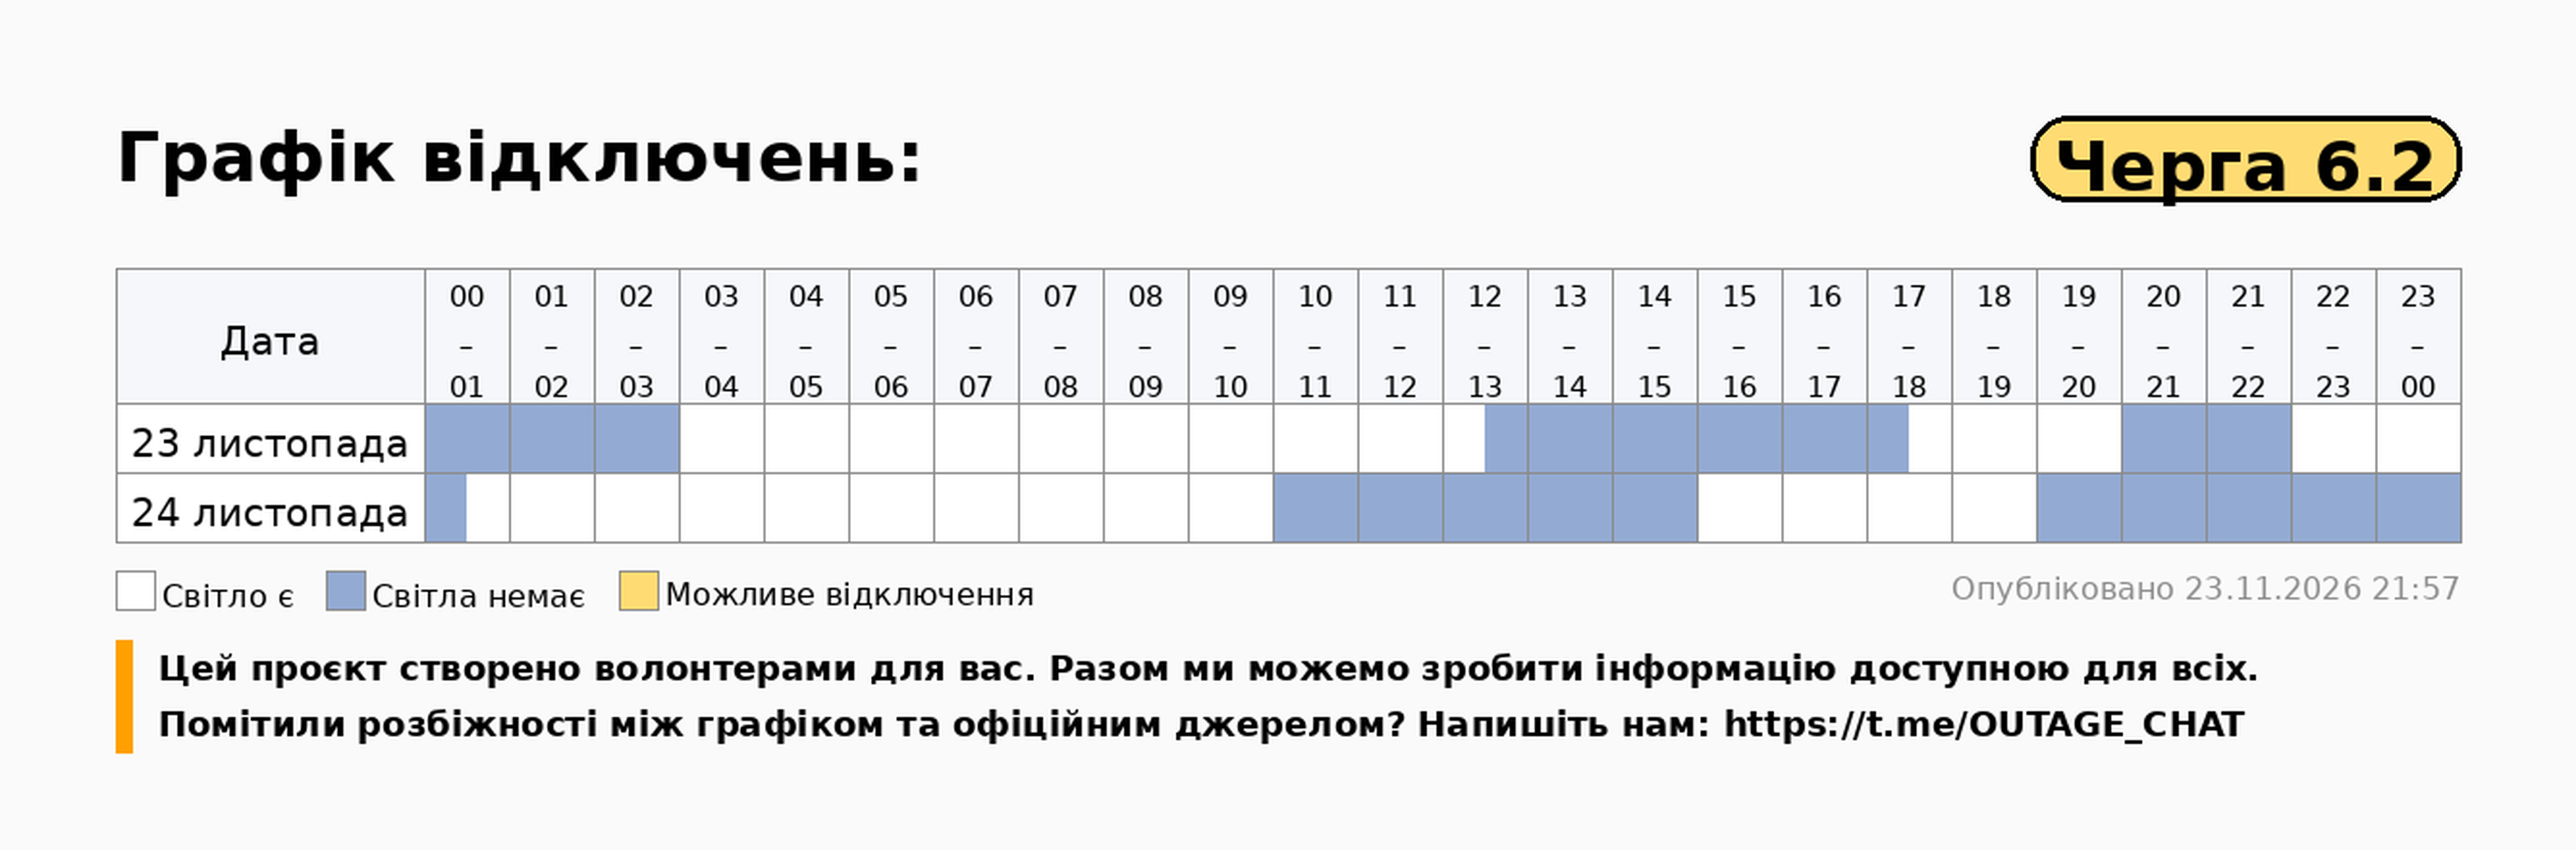 Графік відключень:
Черга 6.2
Дата 00 – 01 01 – 02 02 – 03 03 – 04 04 – 05 05 – 06 06 – 07 07 – 08 08 – 09 09 – 10 10 – 11 11 – 12 12 – 13 13 – 14 14 – 15 15 – 16 16 – 17 17 – 18 18 – 19 19 – 20 20 – 21 21 – 22 22 – 23 23 – 00
23 листопада
24 листопада
Світло є Світла немає Можливе відключення
Опубліковано 23.11.2026 21:57
Цей проєкт створено волонтерами для вас. Разом ми можемо зробити інформацію доступною для всіх.
Помітили розбіжності між графіком та офіційним джерелом? Напишіть нам: https://t.me/OUTAGE_CHAT